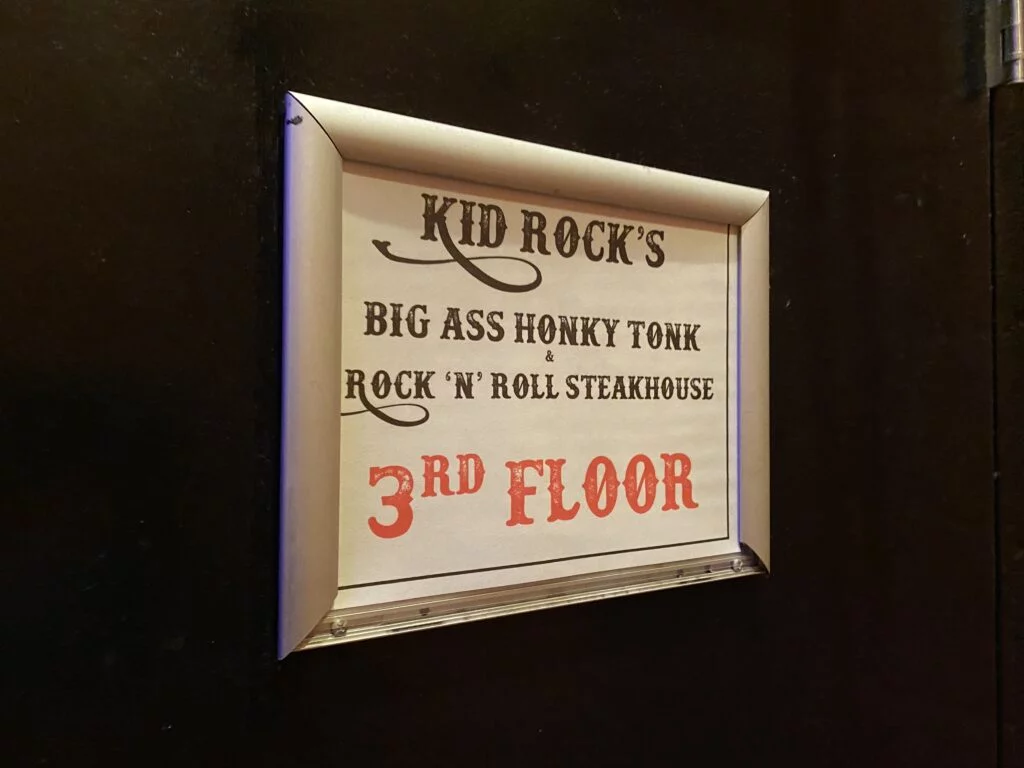 KID ROCK'S
BIG ASS HONKY TONK
&
ROCK 'N' ROLL STEAKHOUSE
3RD FLOOR